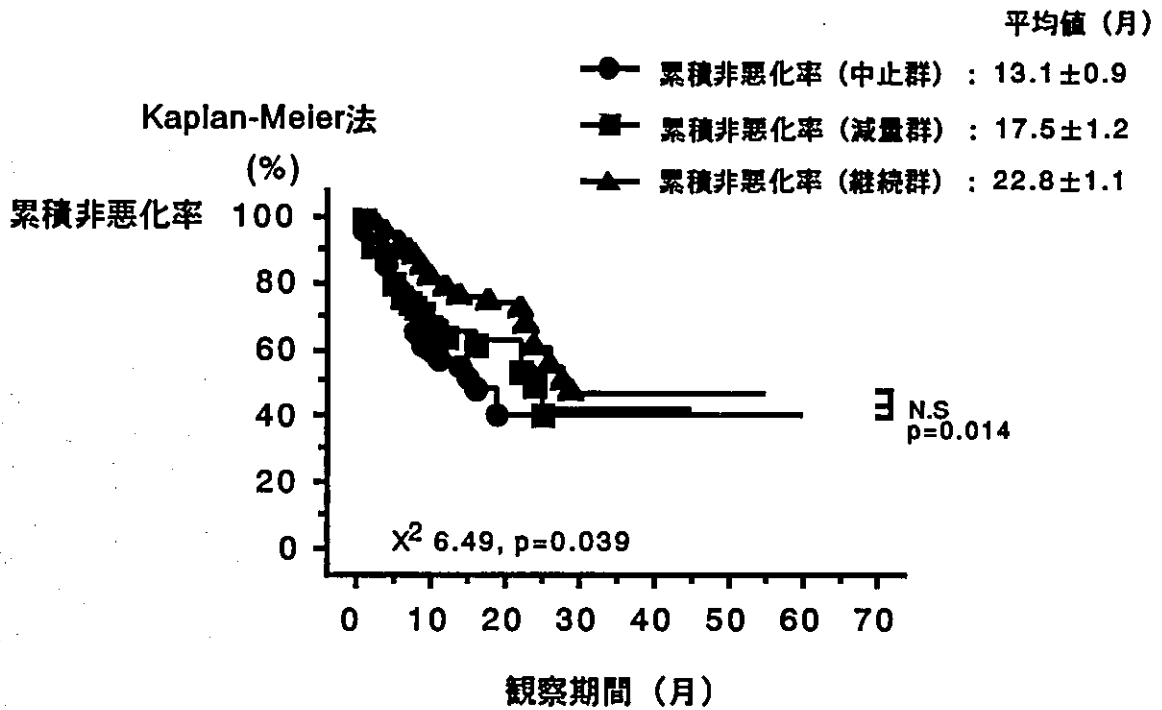 平均値（月）
累積非悪化率（中止群）：13.1±0.9
累積非悪化率（減量群）：17.5±1.2
累積非悪化率（継続群）：22.8±1.1
Kaplan-Meier法
(%)
累積非悪化率
100
80
60
40
20
0
N.S
p=0.014
X² 6.49, p=0.039
0 10 20 30 40 50 60 70
観察期間（月）